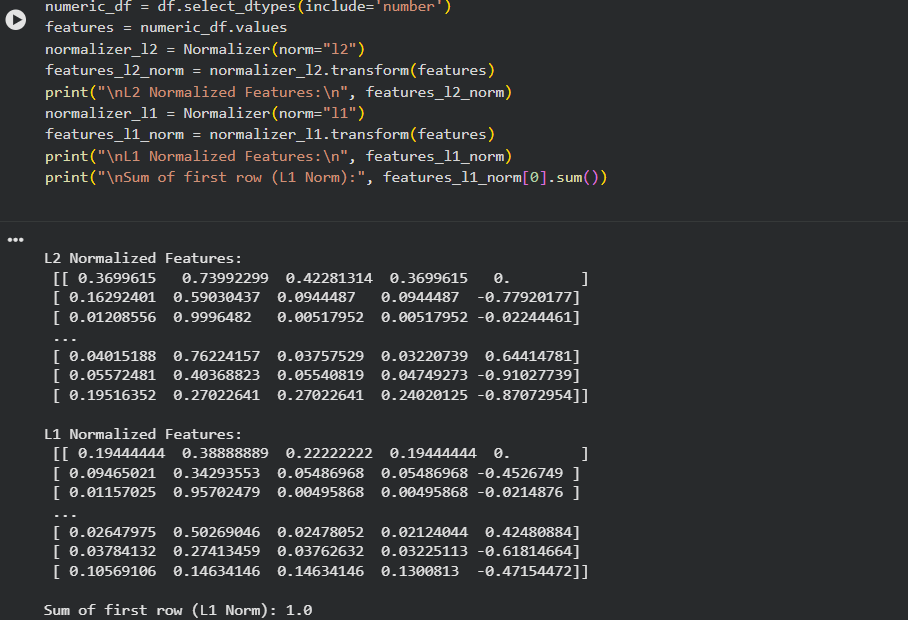 numeric_df = df.select_dtypes(include='number')
features = numeric_df.values
normalizer_l2 = Normalizer(norm="l2")
features_l2_norm = normalizer_l2.transform(features)
print("\nL2 Normalized Features:\n", features_l2_norm)
normalizer_l1 = Normalizer(norm="l1")
features_l1_norm = normalizer_l1.transform(features)
print("\nL1 Normalized Features:\n", features_l1_norm)
print("\nSum of first row (L1 Norm):", features_l1_norm[0].sum())
L2 Normalized Features:
[[ 0.3699615   0.73992299  0.42281314  0.3699615   0.        ]
[ 0.16292401  0.59030437  0.0944487   0.0944487  -0.77920177]
[ 0.01208556  0.9996482   0.00517952  0.00517952 -0.02244461]
...
[ 0.04015188  0.76224157  0.03757529  0.03220739  0.64414781]
[ 0.05572481  0.40368823  0.05540819  0.04749273 -0.91027739]
[ 0.19516352  0.27022641  0.27022641  0.24020125 -0.87072954]]
L1 Normalized Features:
[[ 0.19444444  0.38888889  0.22222222  0.19444444  0.        ]
[ 0.09465021  0.34293553  0.05486968  0.05486968 -0.4526749 ]
[ 0.01157025  0.95702479  0.00495868  0.00495868 -0.0214876 ]
...
[ 0.02647975  0.50269046  0.02478052  0.02124044  0.42480884]
[ 0.03784132  0.27413459  0.03762632  0.03225113 -0.61814664]
[ 0.10569106  0.14634146  0.14634146  0.1300813  -0.47154472]]
Sum of first row (L1 Norm): 1.0